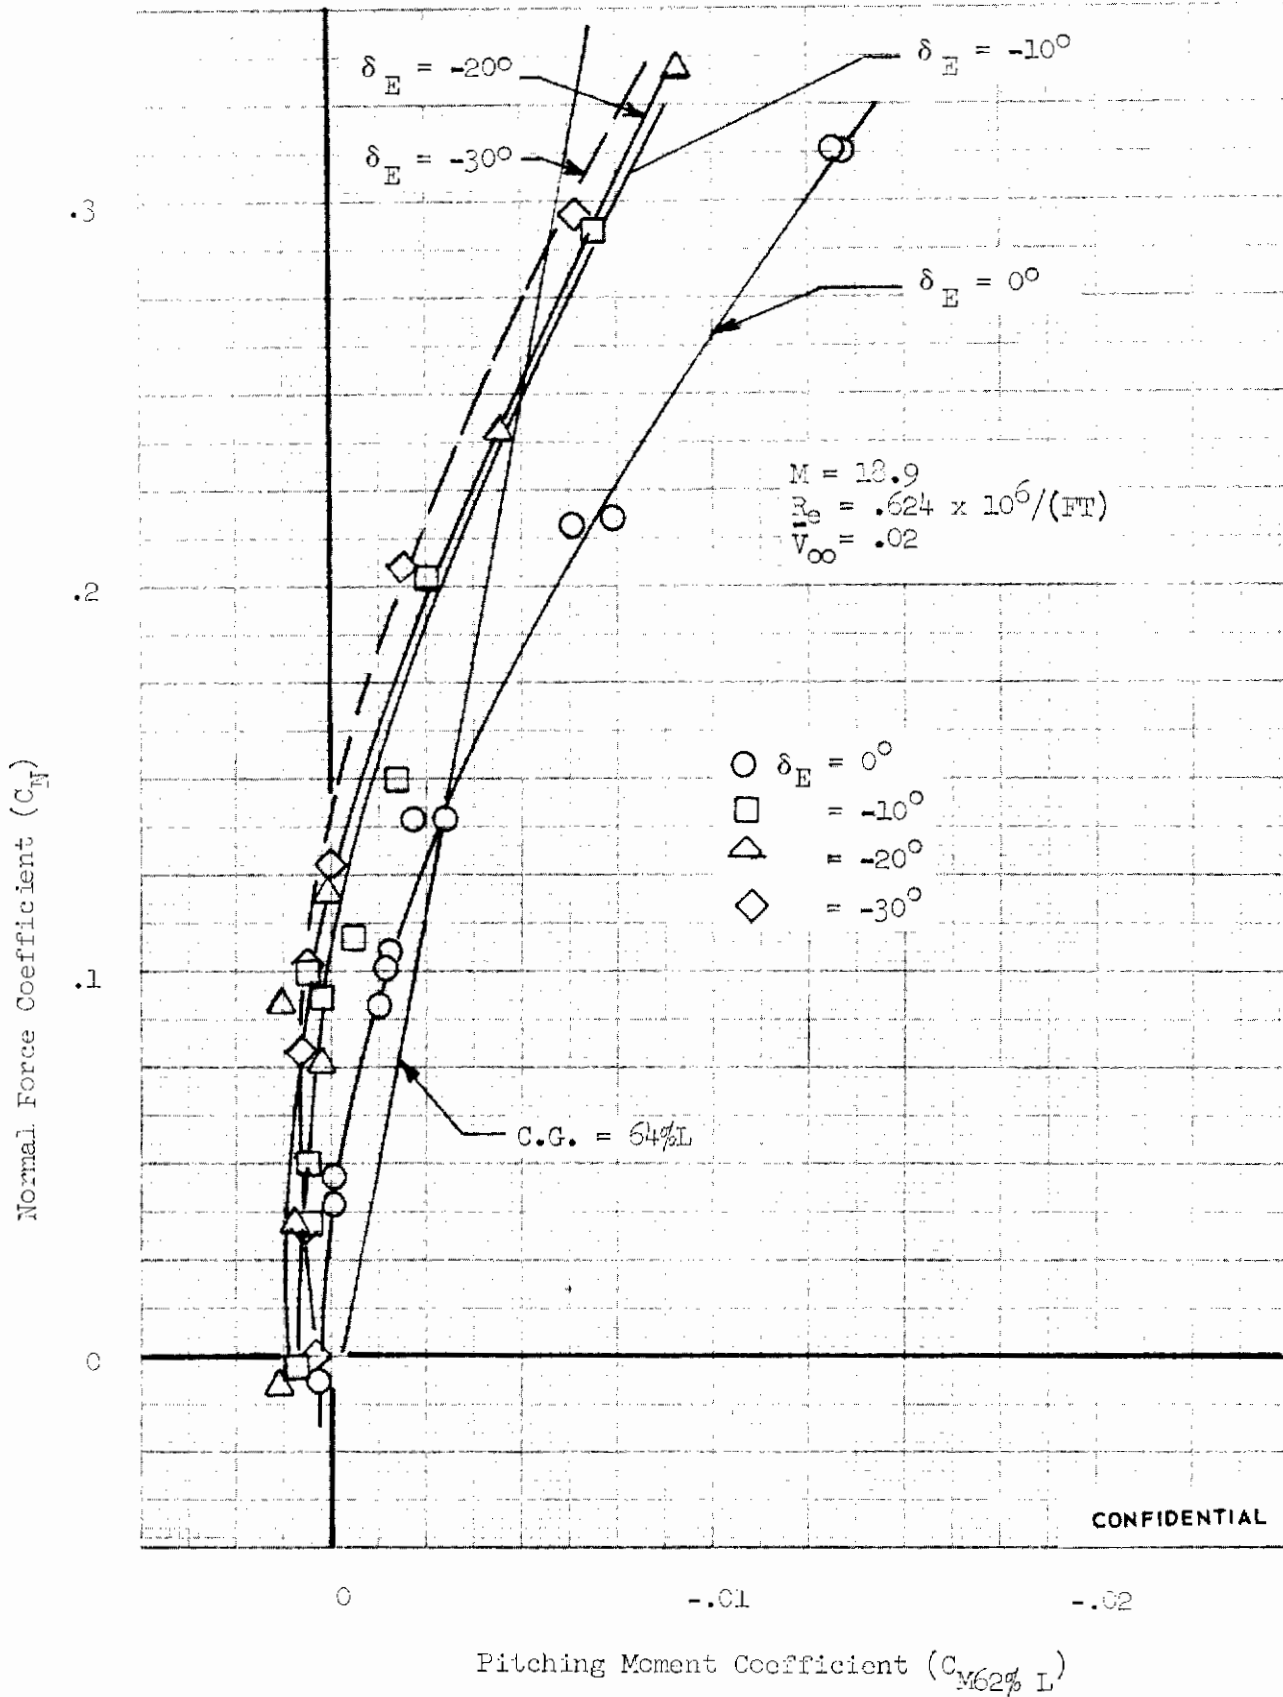 δE = -20°
δE = -10°
δE = -30°
.3
δE = 0°
M = 18.9
Re = .624 x 10⁶/(FT)
V̄∞ = .02
.2
δE = 0°
= -10°
= -20°
= -30°
Normal Force Coefficient (CN)
.1
C.G. = 64%L
0
CONFIDENTIAL
0
-.01
-.02
Pitching Moment Coefficient (CM62% L)